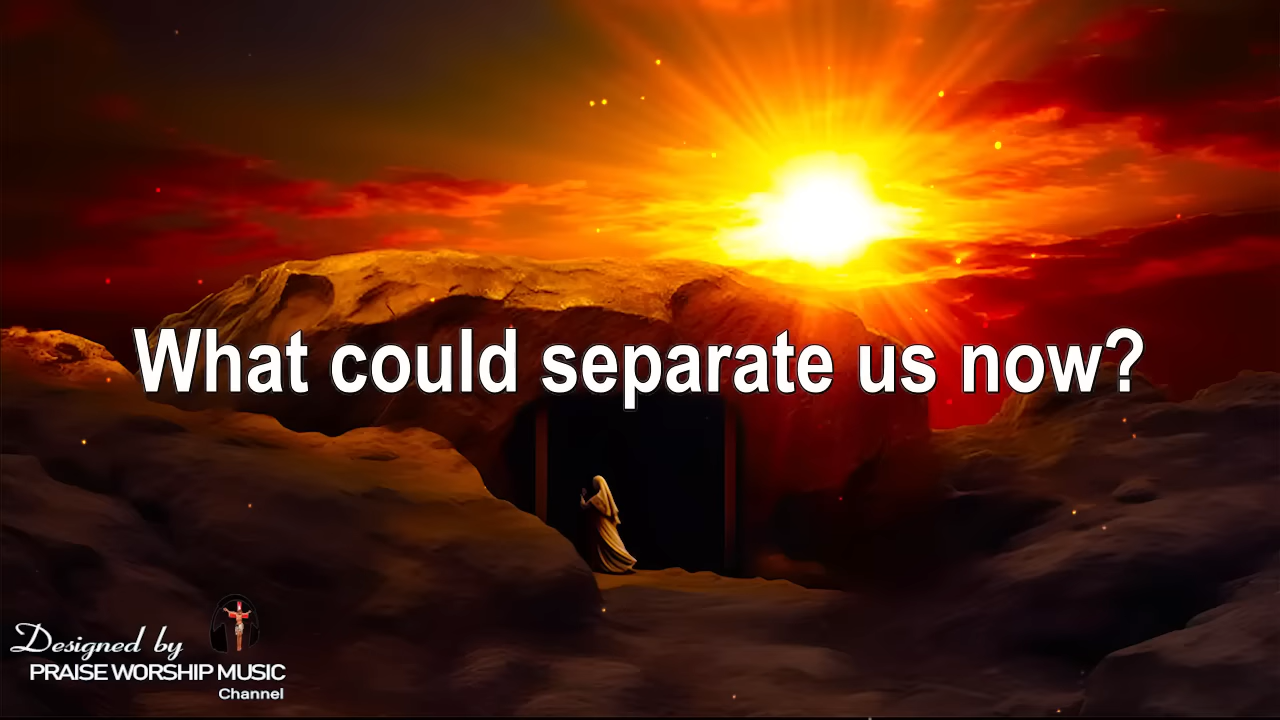 What could separate us now?
Designed by
PRAISE WORSHIP MUSIC
Channel